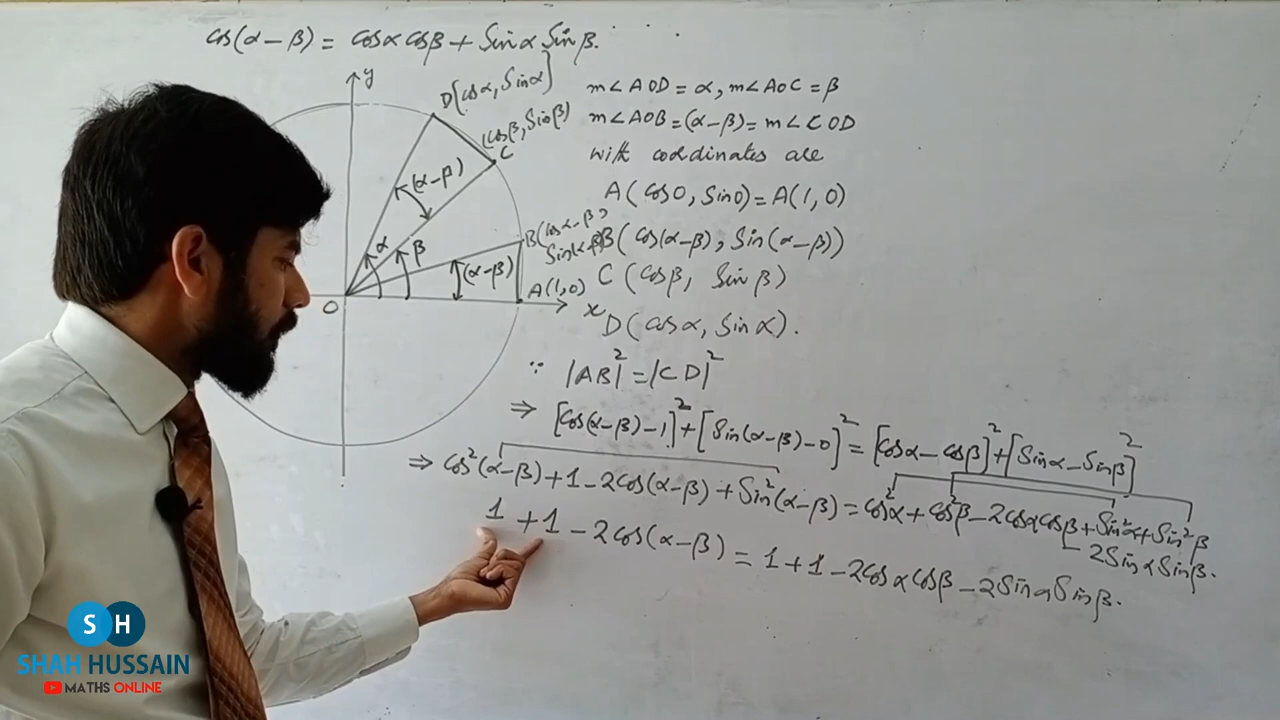 cos(α−β) = cosα cosβ + Sinα Sinβ.
y
D(cosα, Sinα)
(cosβ, Sinβ)
C
(α−β)
α
β
B(cosα−β,
Sin(α−β))
(α−β)
A(1,0)
O
x
m∠AOD = α, m∠AOC = β
m∠AOB = (α−β) = m∠COD
with coordinates are
A(cos0, Sin0) = A(1, 0)
B(cos(α−β), Sin(α−β))
C(cosβ, Sinβ)
D(cosα, Sinα).
∵ |AB|² = |CD|²
⇒ [cos(α−β)−1]² + [Sin(α−β)−0]² = [cosα − cosβ]² + [Sinα − Sinβ]²
⇒ cos²(α−β) + 1 − 2cos(α−β) + Sin²(α−β) = cos²α + cos²β − 2cosα cosβ + Sin²α + Sin²β
− 2Sinα Sinβ.
1 + 1 − 2cos(α−β) = 1 + 1 − 2cosα cosβ − 2Sinα Sinβ.
SH
SHAH HUSSAIN
MATHS ONLINE